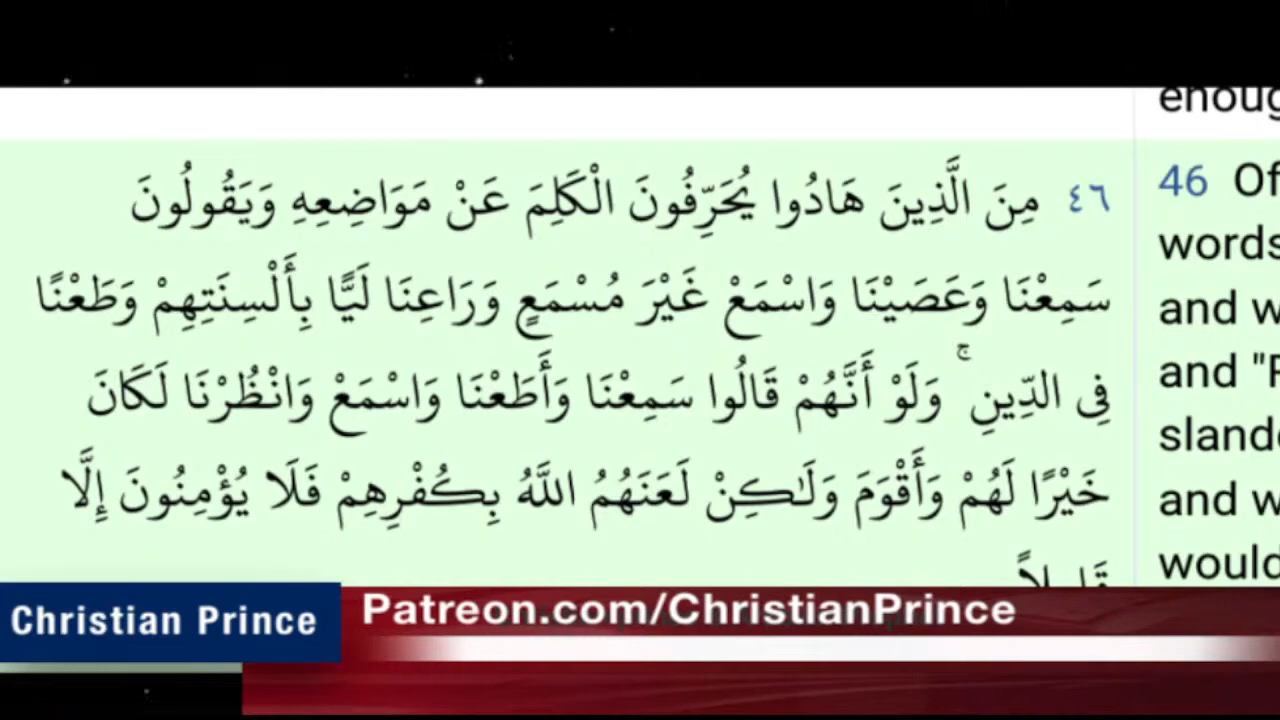 ٤٦ مِنَ الَّذِينَ هَادُوا يُحَرِّفُونَ الْكَلِمَ عَنْ مَوَاضِعِهِ وَيَقُولُونَ
سَمِعْنَا وَعَصَيْنَا وَاسْمَعْ غَيْرَ مُسْمَعٍ وَرَاعِنَا لَيًّا بِأَلْسِنَتِهِمْ وَطَعْنًا
فِي الدِّينِ ۚ وَلَوْ أَنَّهُمْ قَالُوا سَمِعْنَا وَأَطَعْنَا وَاسْمَعْ وَانْظُرْنَا لَكَانَ
خَيْرًا لَهُمْ وَأَقْوَمَ وَلَٰكِنْ لَعَنَهُمُ اللَّهُ بِكُفْرِهِمْ فَلَا يُؤْمِنُونَ إِلَّا
enoug
46 Of
words
and w
and "
slande
and w
would
Christian Prince
Patreon.com/ChristianPrince